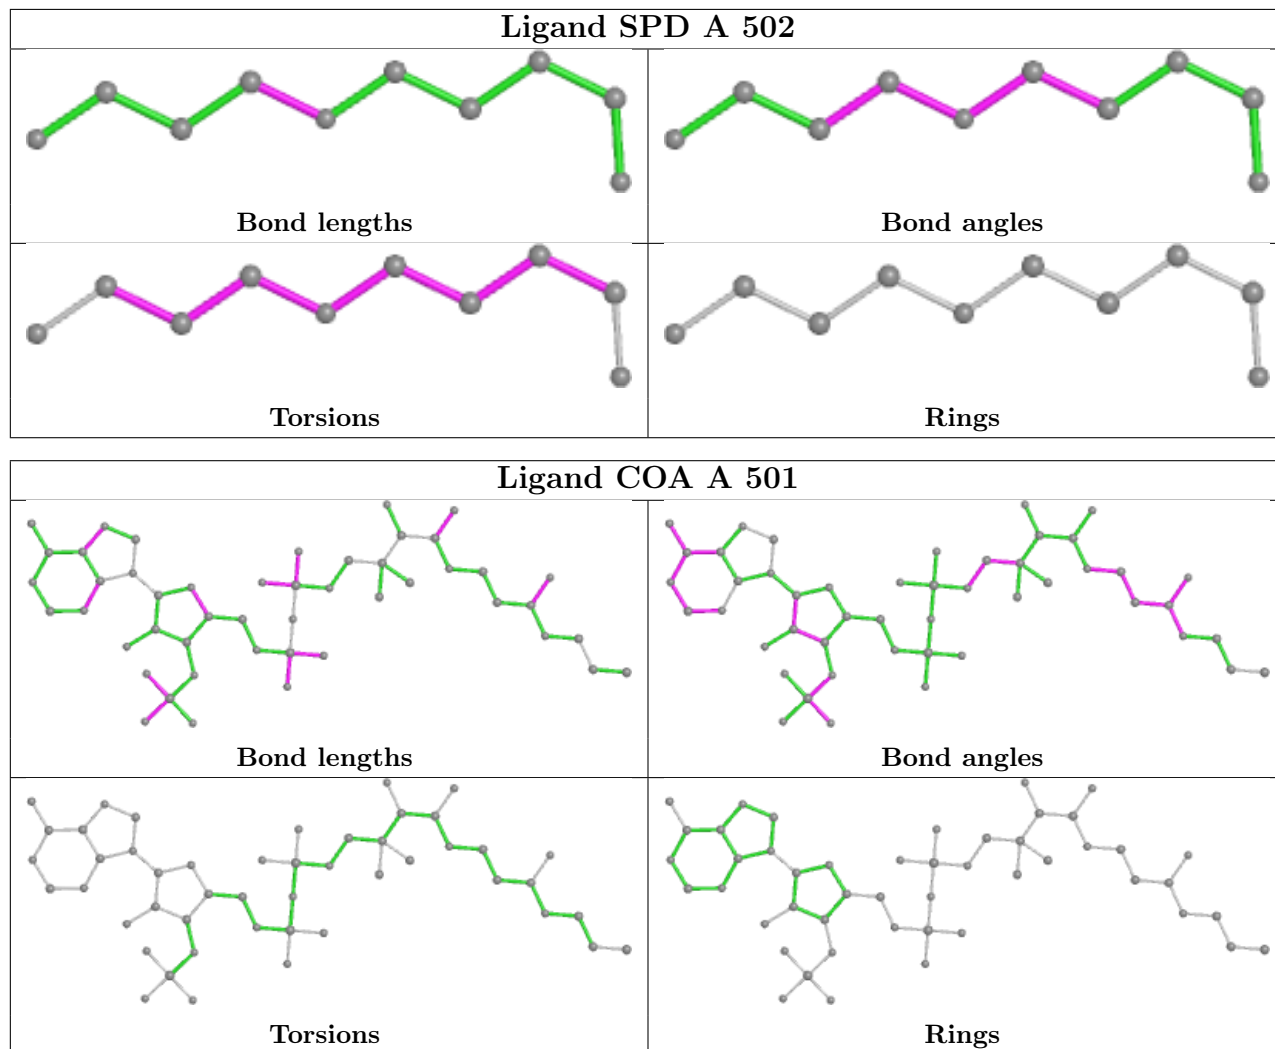 Ligand SPD A 502
Bond lengths
Bond angles
Torsions
Rings
Ligand COA A 501
Bond lengths
Bond angles
Torsions
Rings